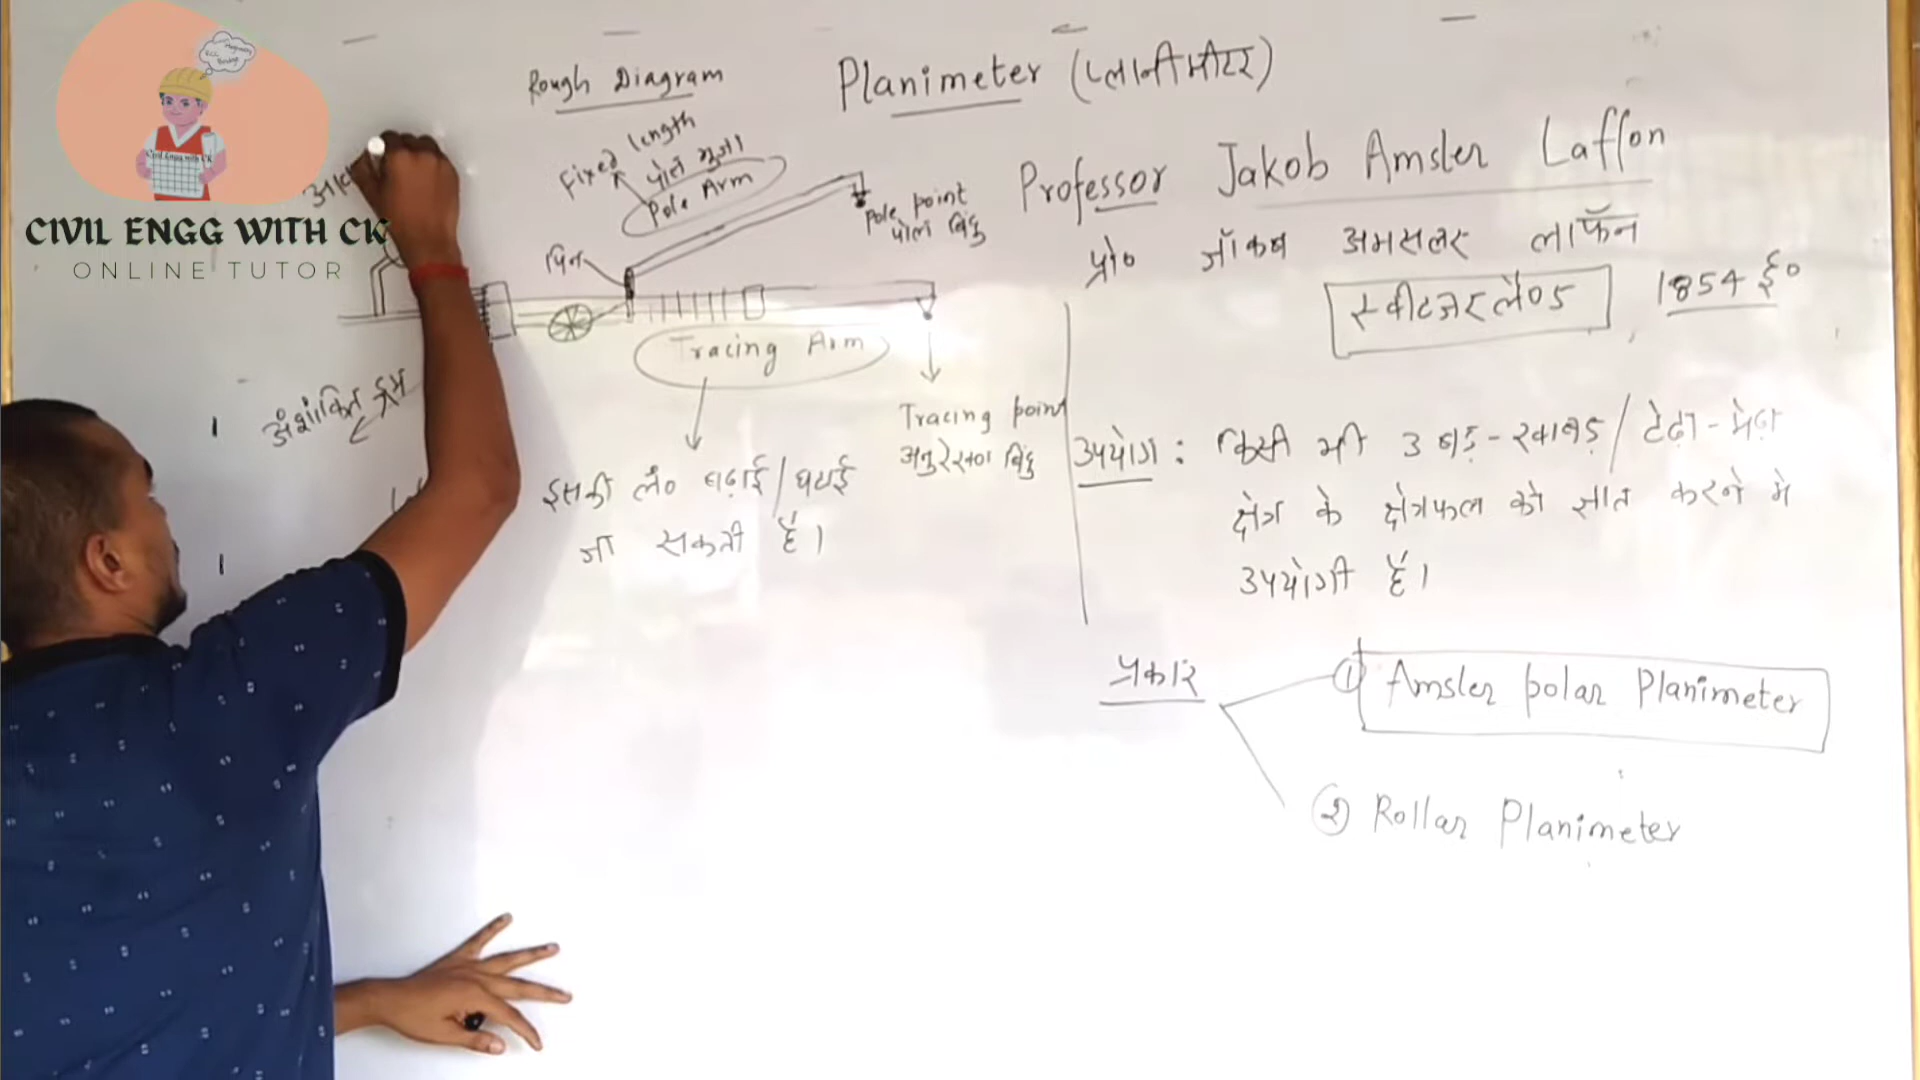 CIVIL ENGG WITH CK
ONLINE TUTOR
Rough Diagram
Planimeter (प्लानीमीटर)
Fixed length
पोल भुजा
Pole Arm
Pole point
पोल बिंदु
पिन
Tracing Arm
Tracing point
अनुरेखण बिंदु
अंशांकित ड्रम
इसकी लं० बढ़ाई/घटाई
जा सकती है।
Professor Jakob Amsler Laffon
प्रो० जॉकब अमसलर लाफॅन
स्वीटजरलैण्ड, 1854 ई०
उपयोग : किसी भी उबड़-खाबड़/टेढ़ा-मेढ़ा
क्षेत्र के क्षेत्रफल को ज्ञात करने मे
उपयोगी है।
प्रकार
① Amsler polar Planimeter
② Rollar Planimeter